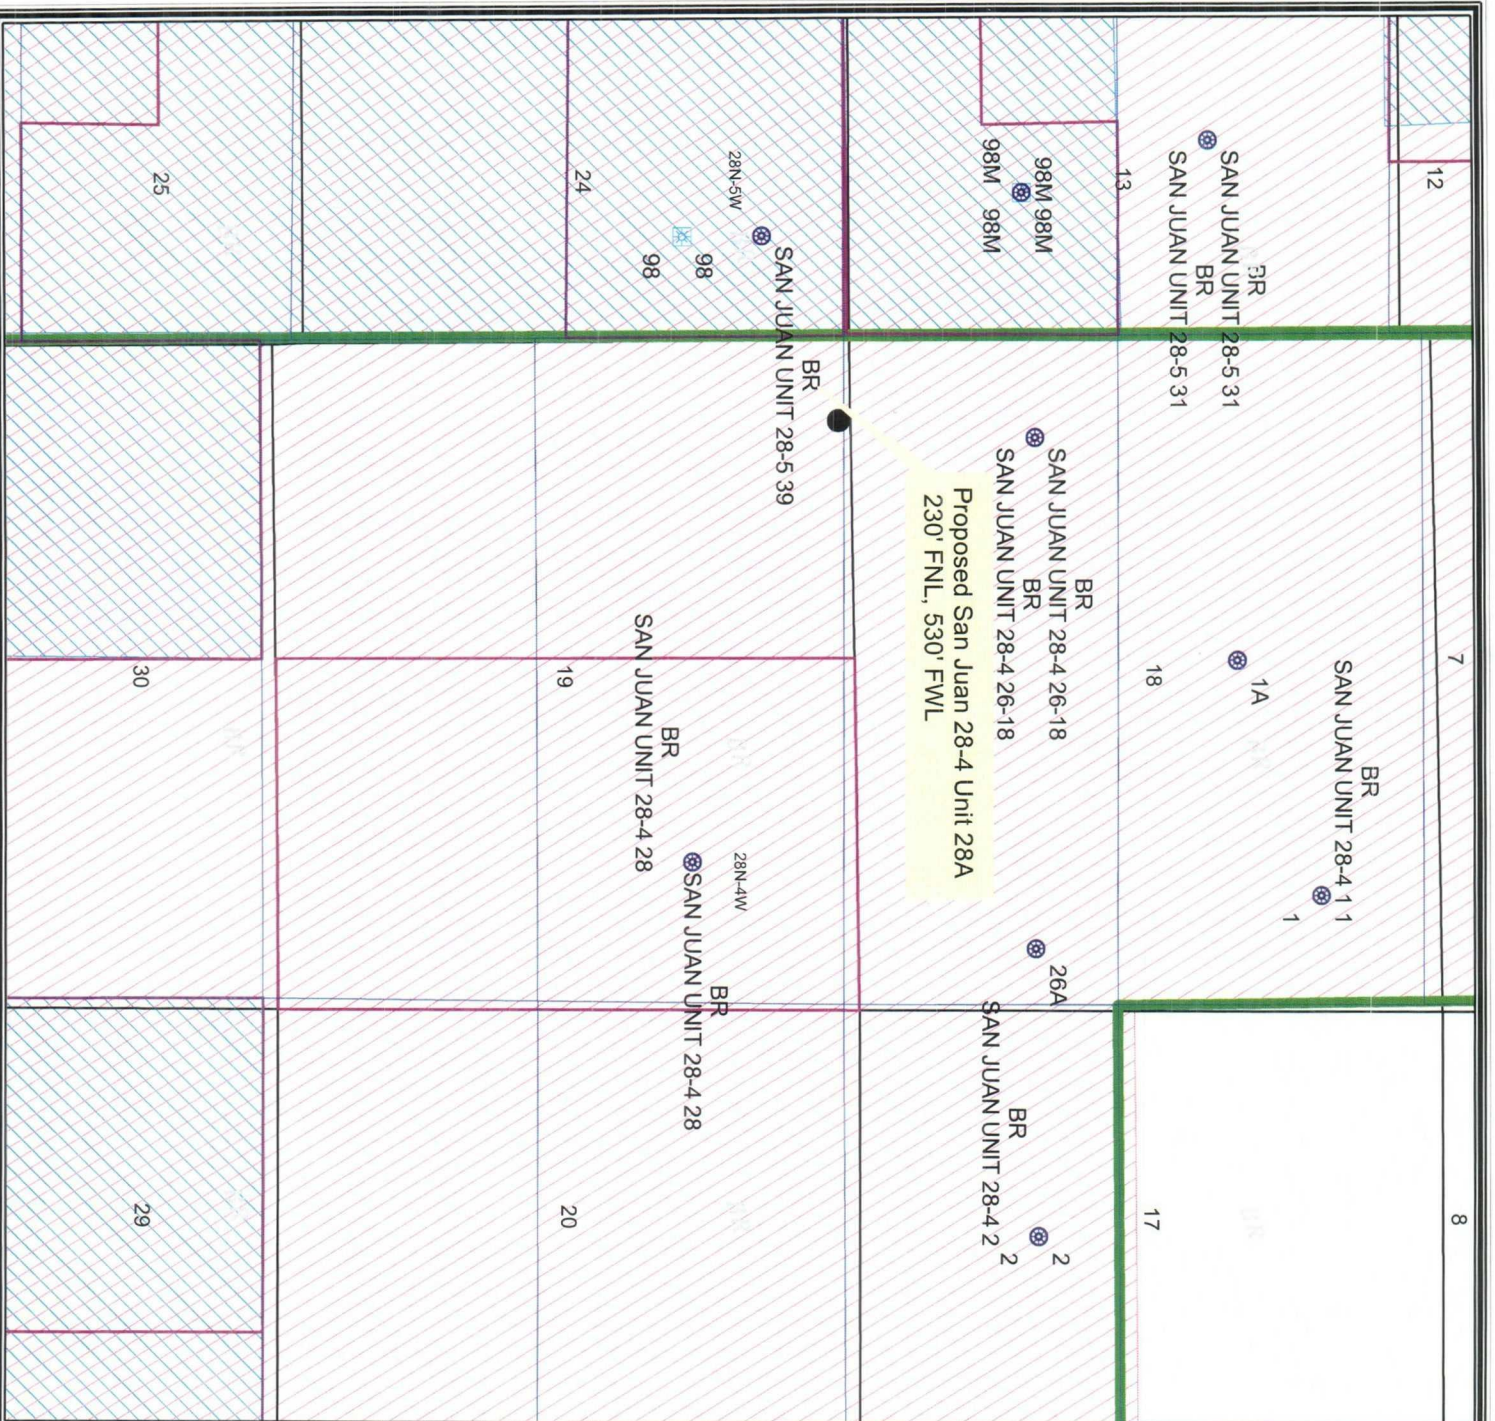 12
7
8
BR
SAN JUAN UNIT 28-4 1 1
1
BR
SAN JUAN UNIT 28-5 31
BR
SAN JUAN UNIT 28-5 31
1A
13
18
17
98M 98M
98M 98M
BR
SAN JUAN UNIT 28-4 26-18
BR
SAN JUAN UNIT 28-4 26-18
26A
2
BR
2
SAN JUAN UNIT 28-4 2
Proposed San Juan 28-4 Unit 28A
230' FNL, 530' FWL
BR
SAN JUAN UNIT 28-5 39
28N-5W
28N-4W
98
98
BR
SAN JUAN UNIT 28-4 28
BR
SAN JUAN UNIT 28-4 28
24
19
20
25
30
29